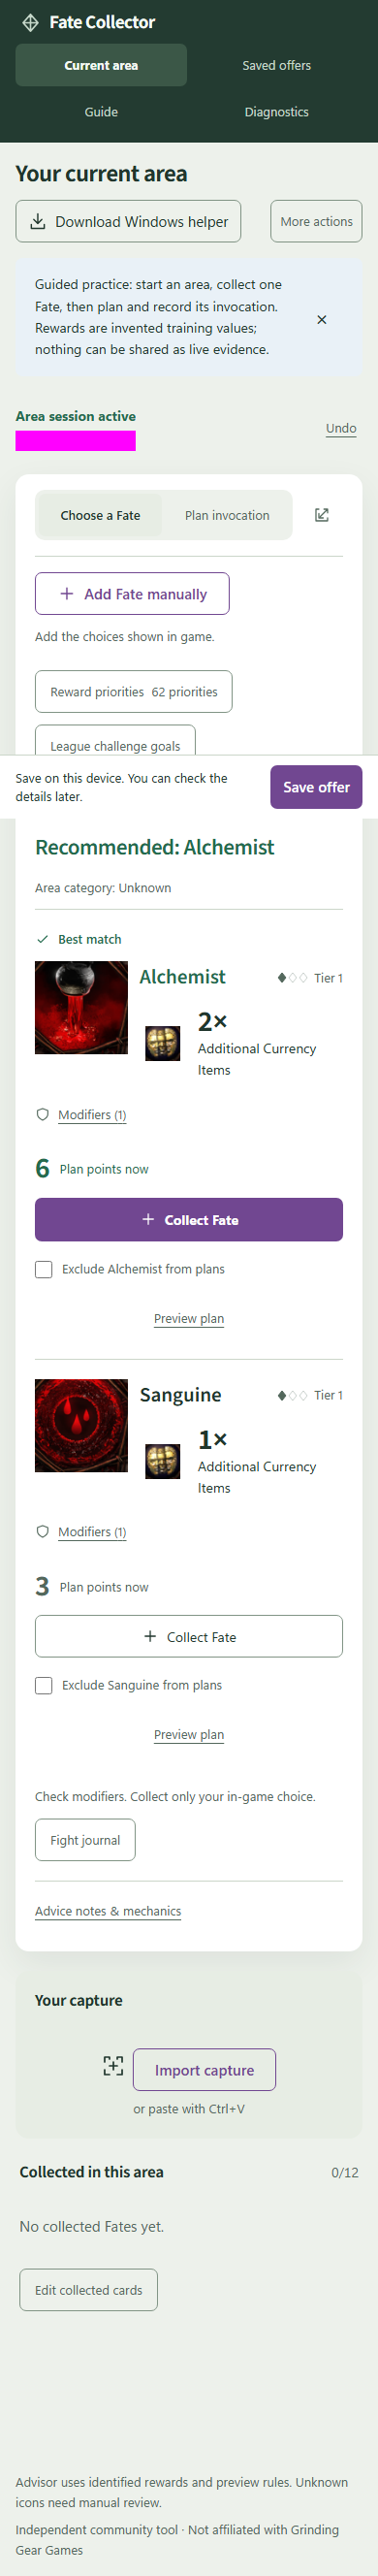 Fate Collector
Current area
Saved offers
Guide
Diagnostics
Your current area
Download Windows helper
More actions
Guided practice: start an area, collect one
Fate, then plan and record its invocation.
Rewards are invented training values;
nothing can be shared as live evidence.
Area session active
Undo
Choose a Fate
Plan invocation
Add Fate manually
Add the choices shown in game.
Reward priorities 62 priorities
League challenge goals
Save on this device. You can check the
details later.
Save offer
Recommended: Alchemist
Area category: Unknown
Best match
Alchemist
Tier 1
2×
Additional Currency
Items
Modifiers (1)
6 Plan points now
Collect Fate
Exclude Alchemist from plans
Preview plan
Sanguine
Tier 1
1×
Additional Currency
Items
Modifiers (1)
3 Plan points now
Collect Fate
Exclude Sanguine from plans
Preview plan
Check modifiers. Collect only your in-game choice.
Fight journal
Advice notes & mechanics
Your capture
Import capture
or paste with Ctrl+V
Collected in this area
0/12
No collected Fates yet.
Edit collected cards
Advisor uses identified rewards and preview rules. Unknown
icons need manual review.
Independent community tool · Not affiliated with Grinding
Gear Games